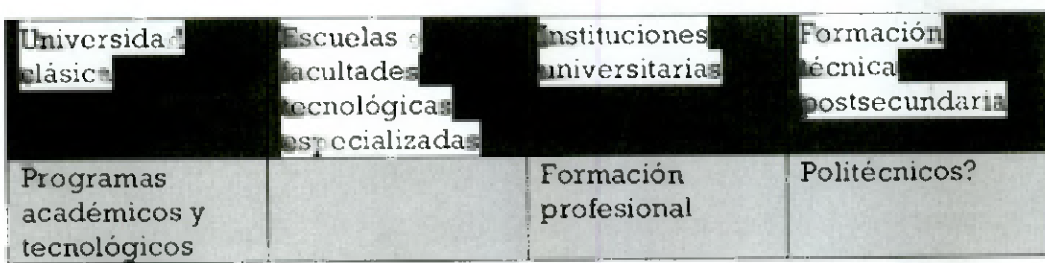 Universidad
clásica
Escuelas o
facultades
tecnológicas
especializadas
Instituciones
universitarias
Formación
técnica
postsecundaria
Programas
académicos y
tecnológicos
Formación
profesional
Politécnicos?